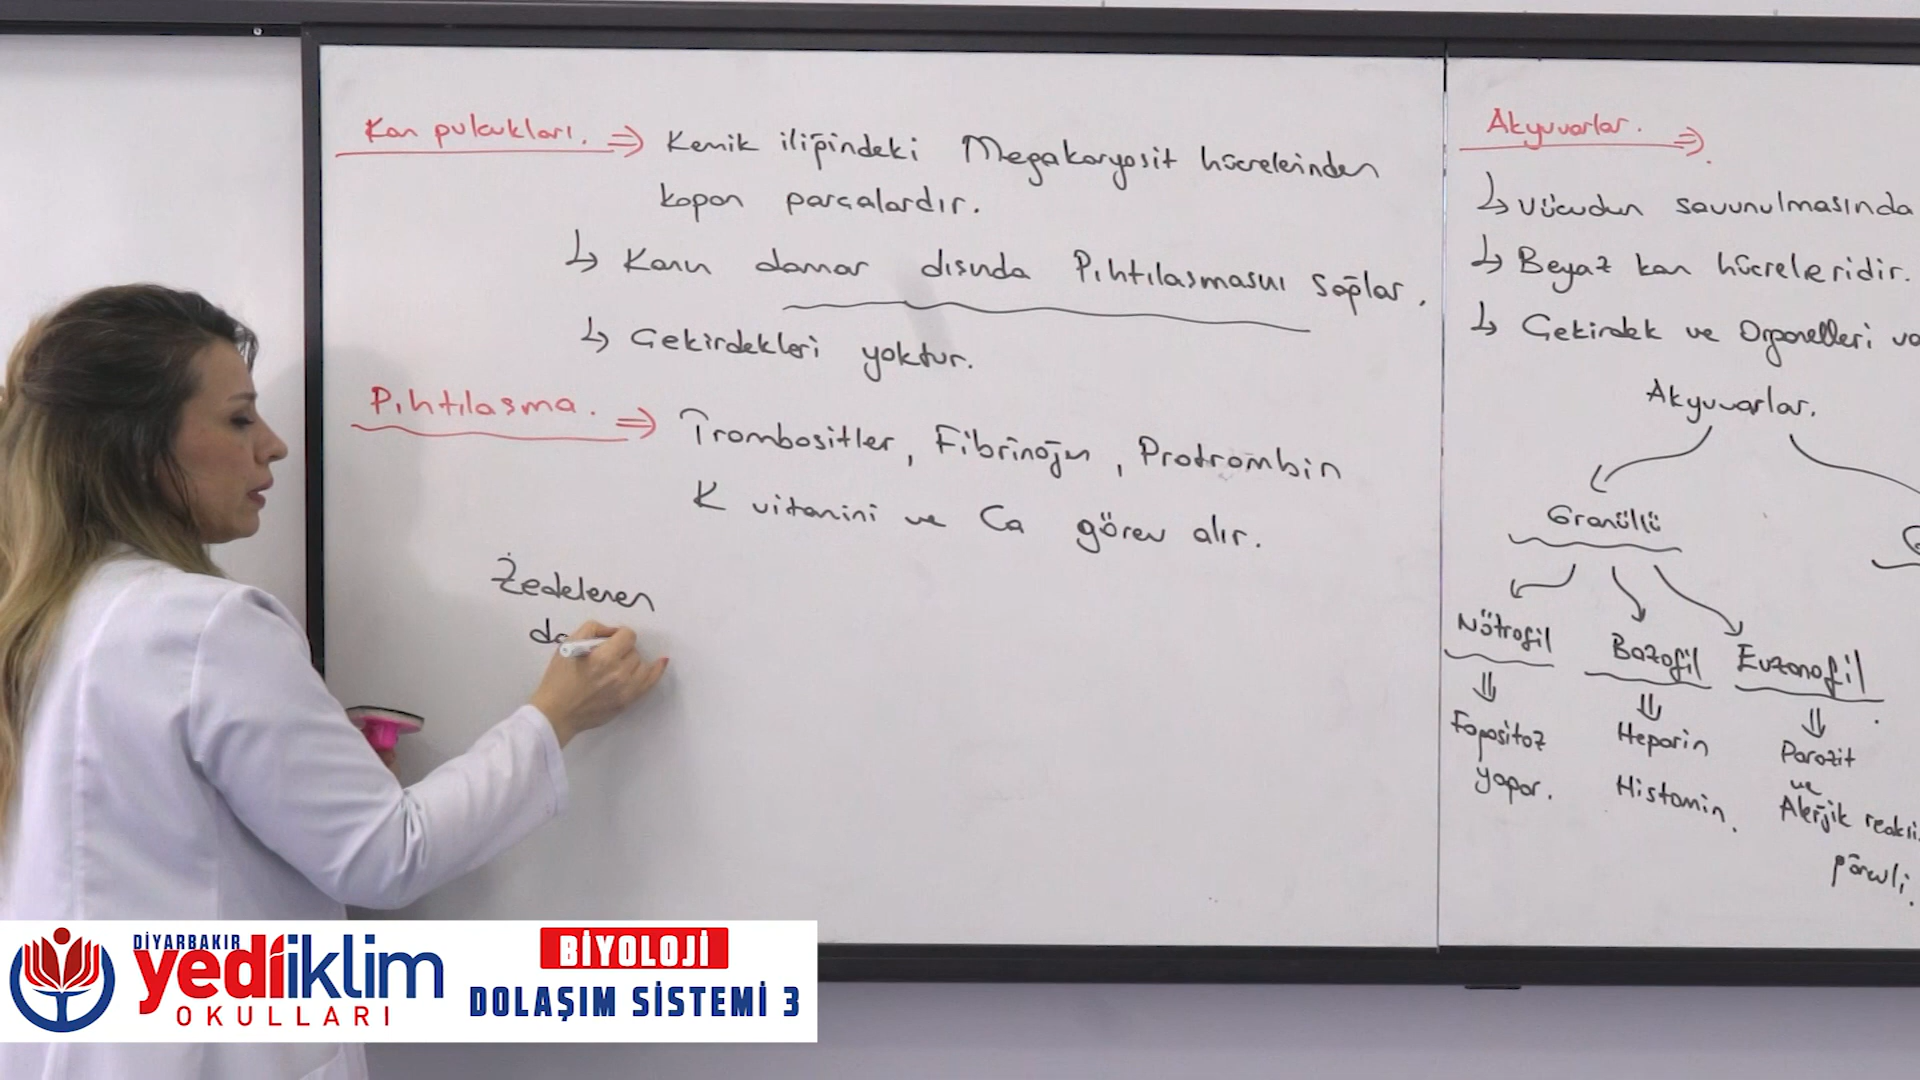 Kan pulcukları. ⇒ Kemik iliğindeki Megakaryosit hücrelerinden
kopan parçalardır.
↳ Kanın damar dışında Pıhtılaşmasını sağlar.
↳ Çekirdekleri yoktur.
Pıhtılaşma. ⇒ Trombositler, Fibrinojen, Protrombin
K vitamini ve Ca görev alır.
Zedelenen
da
Akyuvarlar. ⇒
↳ Vücudun savunulmasında
↳ Beyaz kan hücreleridir.
↳ Çekirdek ve Organelleri va
Akyuvarlar.
Granüllü
Nötrofil
Bazofil
Euzonofil
Fagositoz
yapar.
Heparin
Histamin.
Parazit
ve
Alerjik reaksi
görevli.
DİYARBAKIR
yediiklim
OKULLARI
BİYOLOJİ
DOLAŞIM SİSTEMİ 3